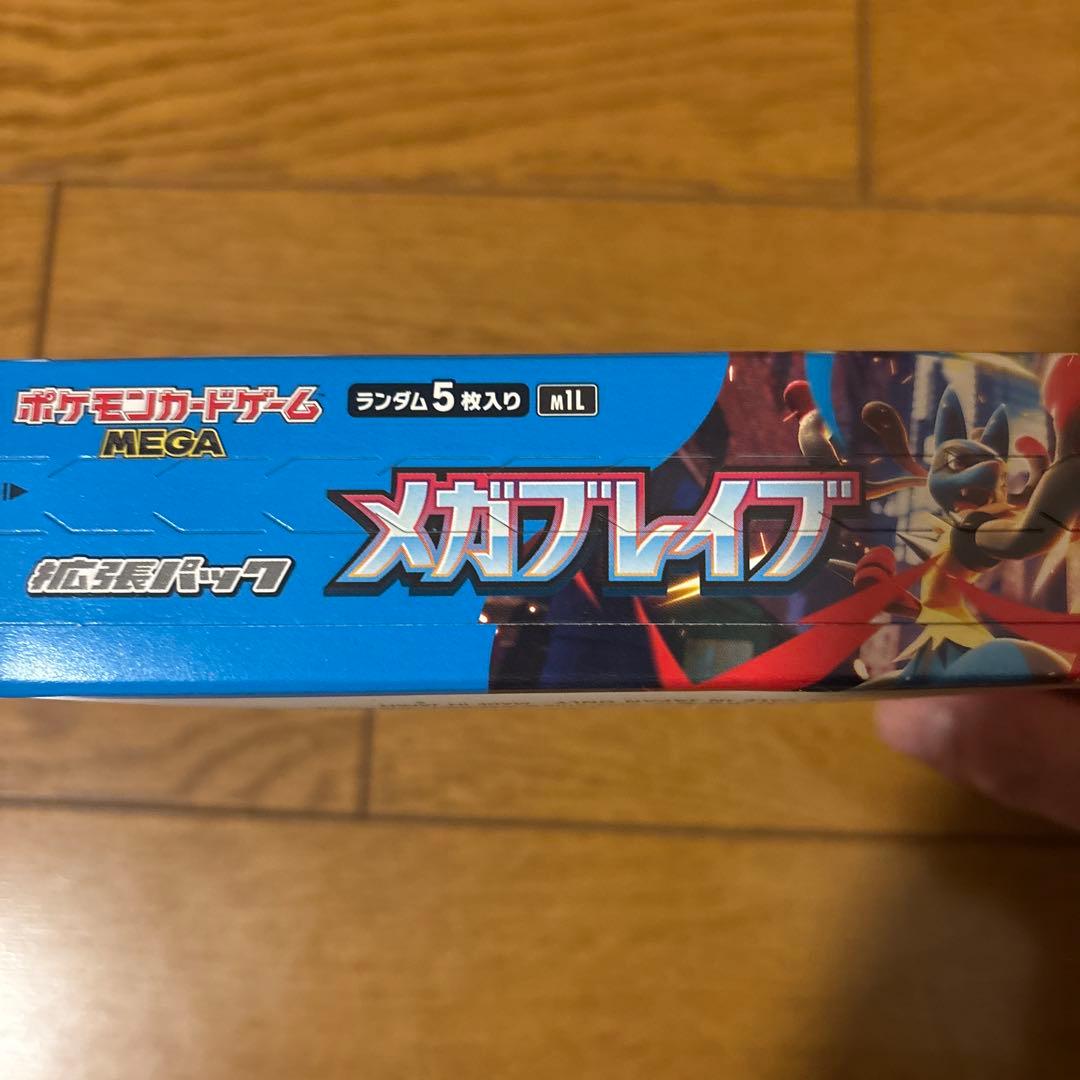 ポケモンカードゲーム
MEGA
ランダム5枚入り
M1L
メガブレイブ
拡張パック